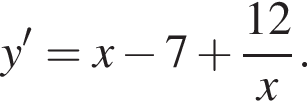 y′ = x − 7 + 12/x.